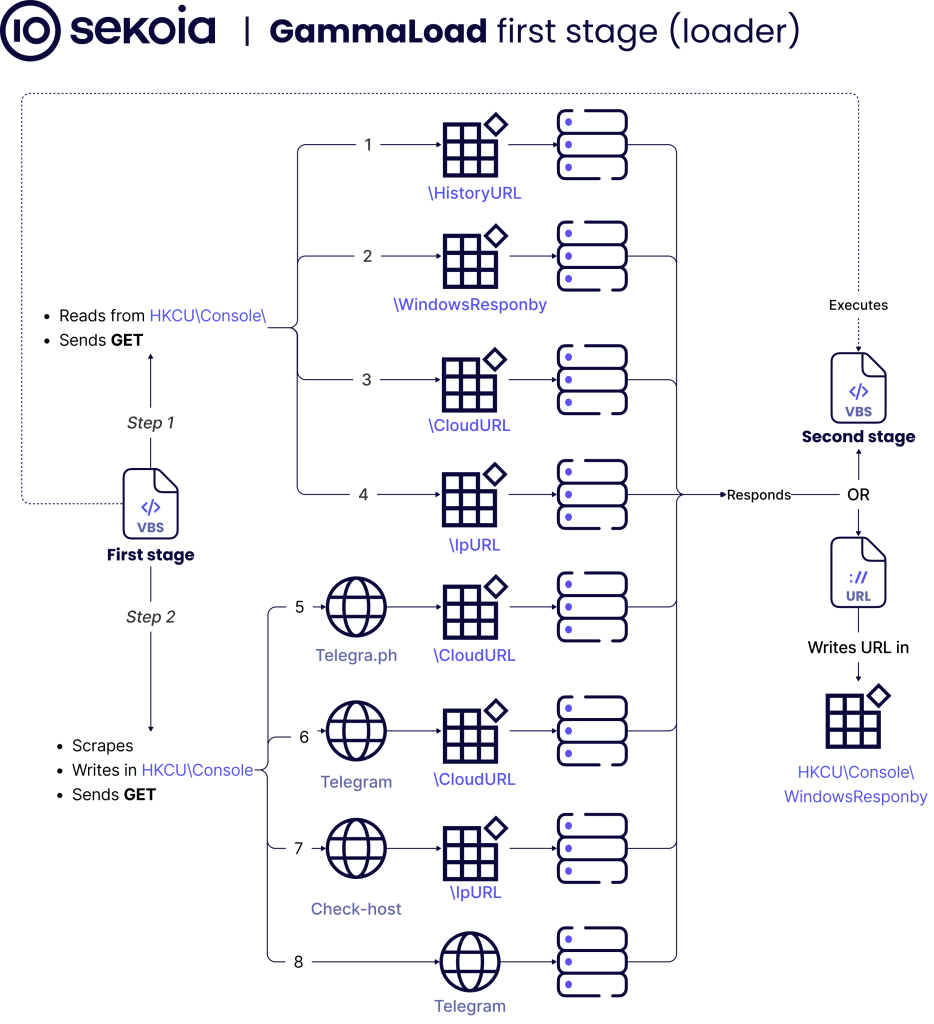 sekoia | GammaLoad first stage (loader)
1
\HistoryURL
2
\WindowsResponby
Executes
• Reads from HKCU\Console\
• Sends GET
3
\CloudURL
VBS
Second stage
Step 1
4
\IpURL
Responds
OR
VBS
First stage
Step 2
5
Telegra.ph
\CloudURL
://
URL
Writes URL in
6
Telegram
\CloudURL
• Scrapes
• Writes in HKCU\Console
• Sends GET
HKCU\Console\
WindowsResponby
7
Check-host
\IpURL
8
Telegram